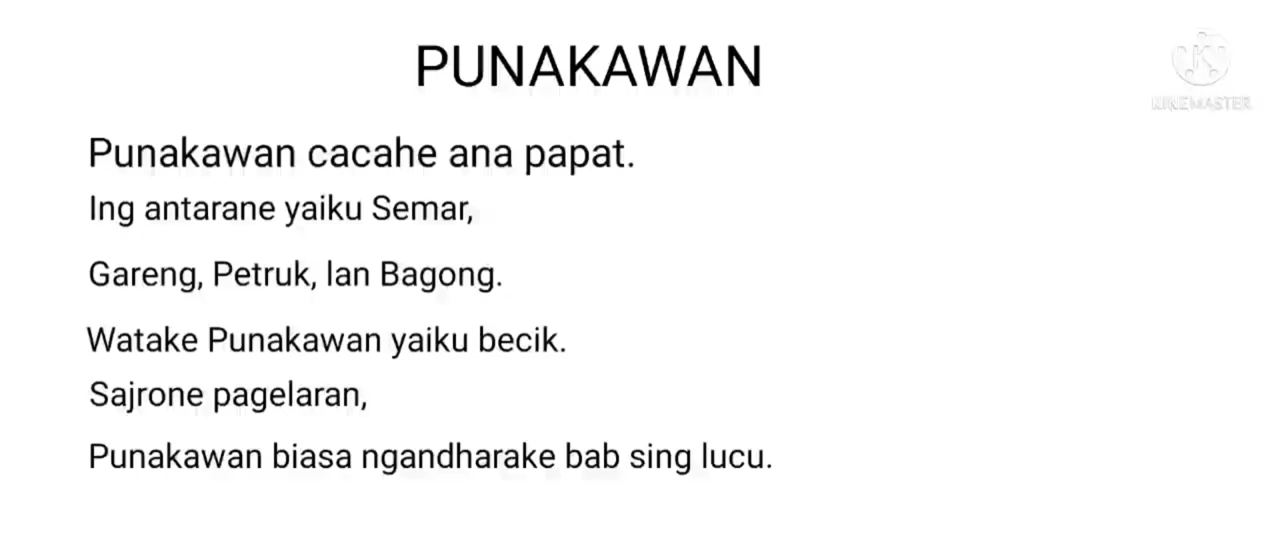 PUNAKAWAN
KINEMASTER
Punakawan cacahe ana papat.
Ing antarane yaiku Semar,
Gareng, Petruk, lan Bagong.
Watake Punakawan yaiku becik.
Sajrone pagelaran,
Punakawan biasa ngandharake bab sing lucu.